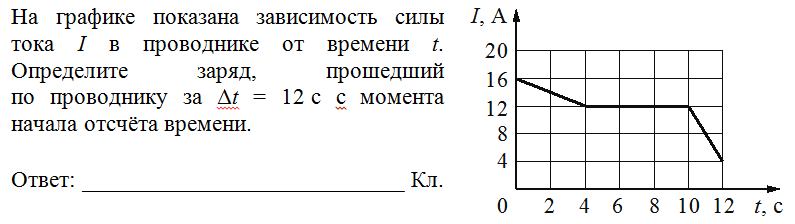 На графике показана зависимость силы
тока I в проводнике от времени t.
Определите заряд, прошедший
по проводнику за Δt = 12 с с момента
начала отсчёта времени.
Ответ: ______________________________ Кл.
I, А
20
16
12
8
4
0 2 4 6 8 10 12 t, с